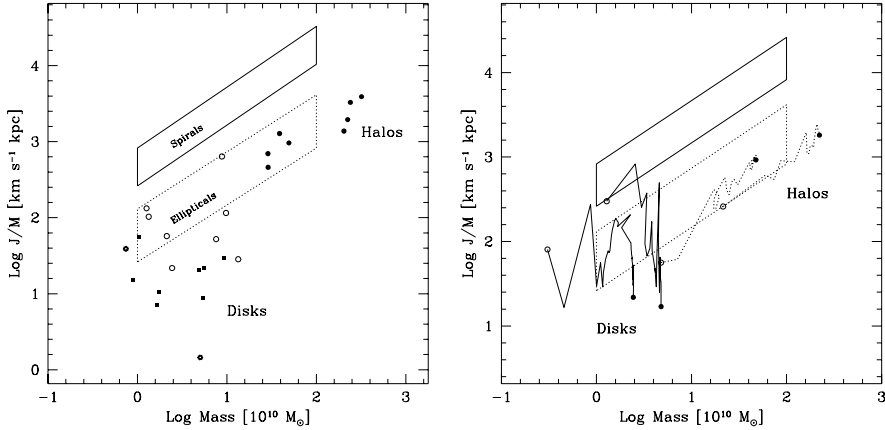 4
3
2
1
0
Log J/M [km s⁻¹ kpc]
Spirals
Ellipticals
Halos
Disks
−1 0 1 2 3
Log Mass [10¹⁰ M⊙]
4
3
2
1
Log J/M [km s⁻¹ kpc]
Halos
Disks
−1 0 1 2 3
Log Mass [10¹⁰ M⊙]